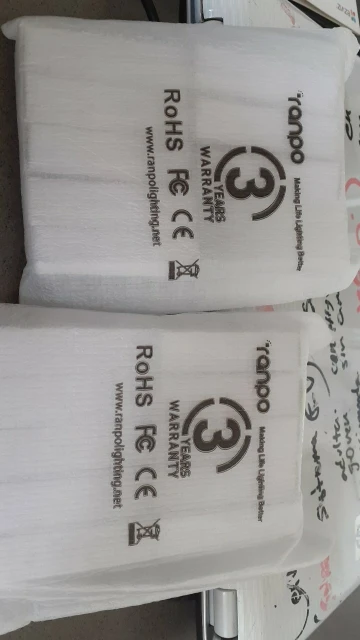 ranpo
Making Life Lighting Better
3
YEARS
WARRANTY
RoHS FC CE
www.ranpolighting.net
ranpo
Making Life Lighting Better
3
YEARS
WARRANTY
RoHS FC CE
www.ranpolighting.net